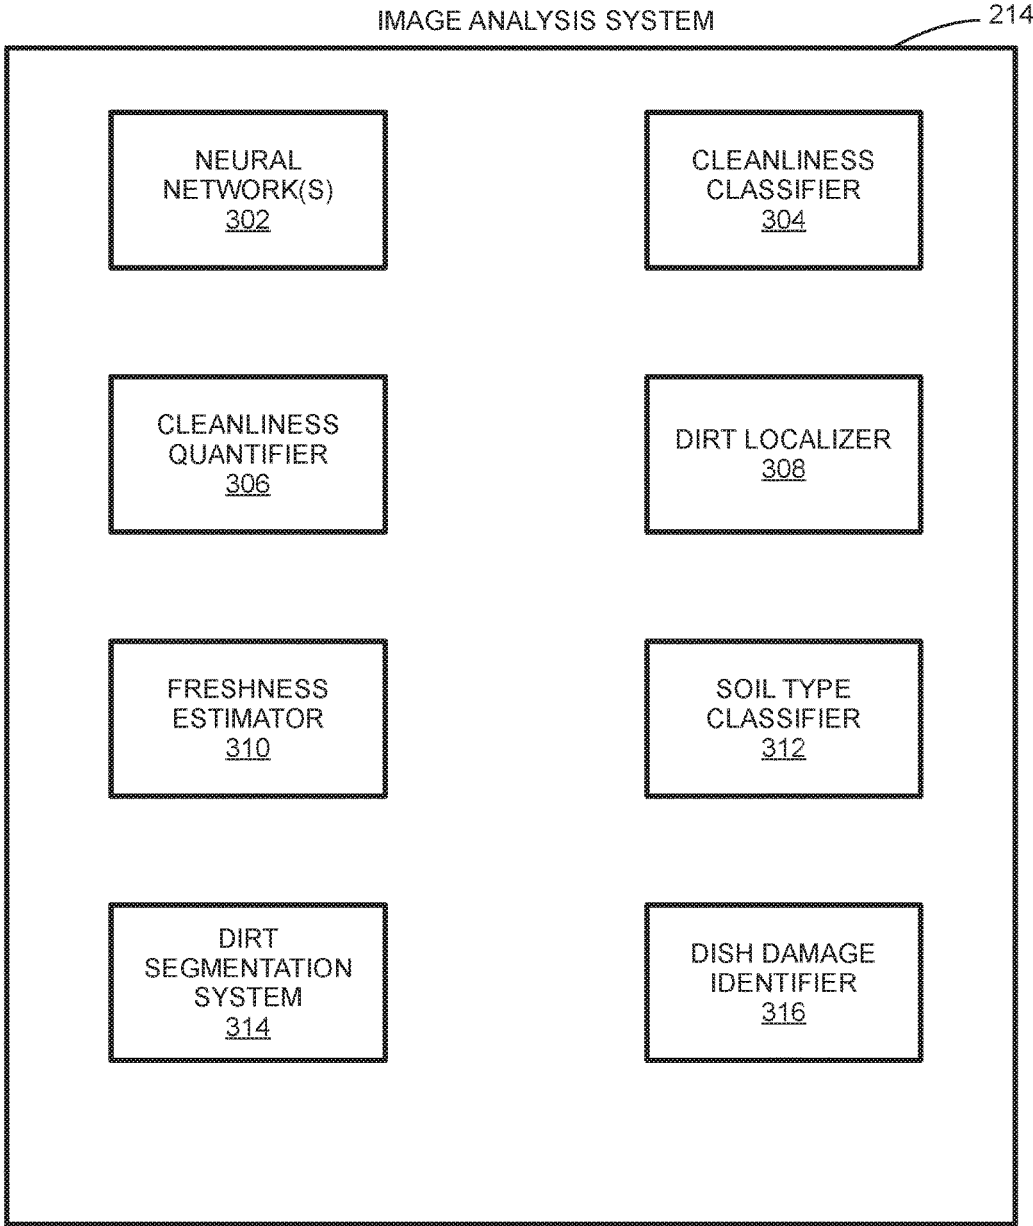 IMAGE ANALYSIS SYSTEM
214
NEURAL
NETWORK(S)
302
CLEANLINESS
CLASSIFIER
304
CLEANLINESS
QUANTIFIER
306
DIRT LOCALIZER
308
FRESHNESS
ESTIMATOR
310
SOIL TYPE
CLASSIFIER
312
DIRT
SEGMENTATION
SYSTEM
314
DISH DAMAGE
IDENTIFIER
316